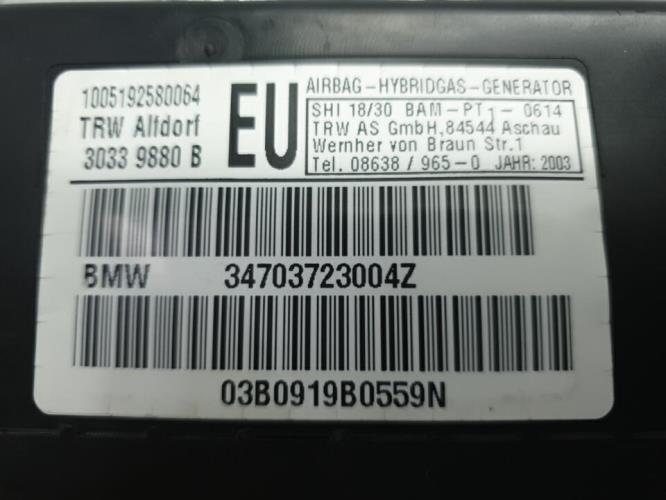 1005192580064
TRW Alfdorf
3033 9880 B
EU
AIRBAG-HYBRIDGAS-GENERATOR
SHI 18/30 BAM-PT1-0614
TRW AS GmbH,84544 Aschau
Wernher von Braun Str.1
Tel. 08638 / 965-0 JAHR: 2003
BMW 34703723004Z
03B0919B0559N